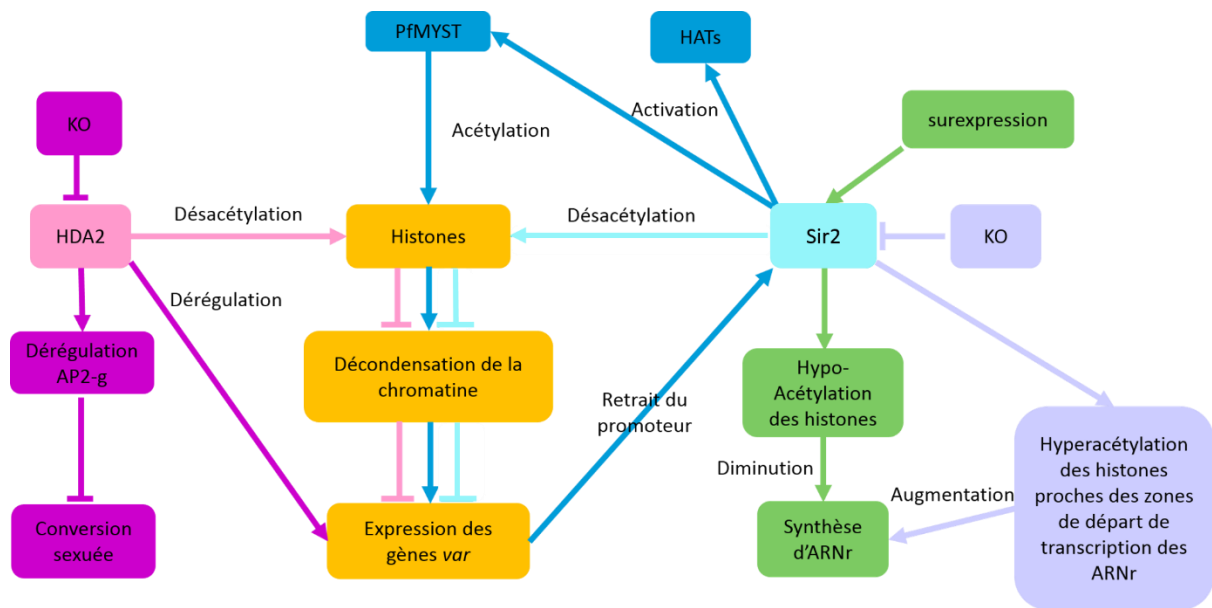 PfMYST
HATs
KO
Acétylation
Activation
surexpression
Désacétylation
Désacétylation
HDA2
Histones
Sir2
KO
Dérégulation
Dérégulation
AP2-g
Décondensation de la
chromatine
Retrait du
promoteur
Hypo-
Acétylation
des histones
Hyperacétylation
des histones
proches des zones
de départ de
transcription des
ARNr
Diminution
Augmentation
Conversion
sexuée
Expression des
gènes var
Synthèse
d'ARNr